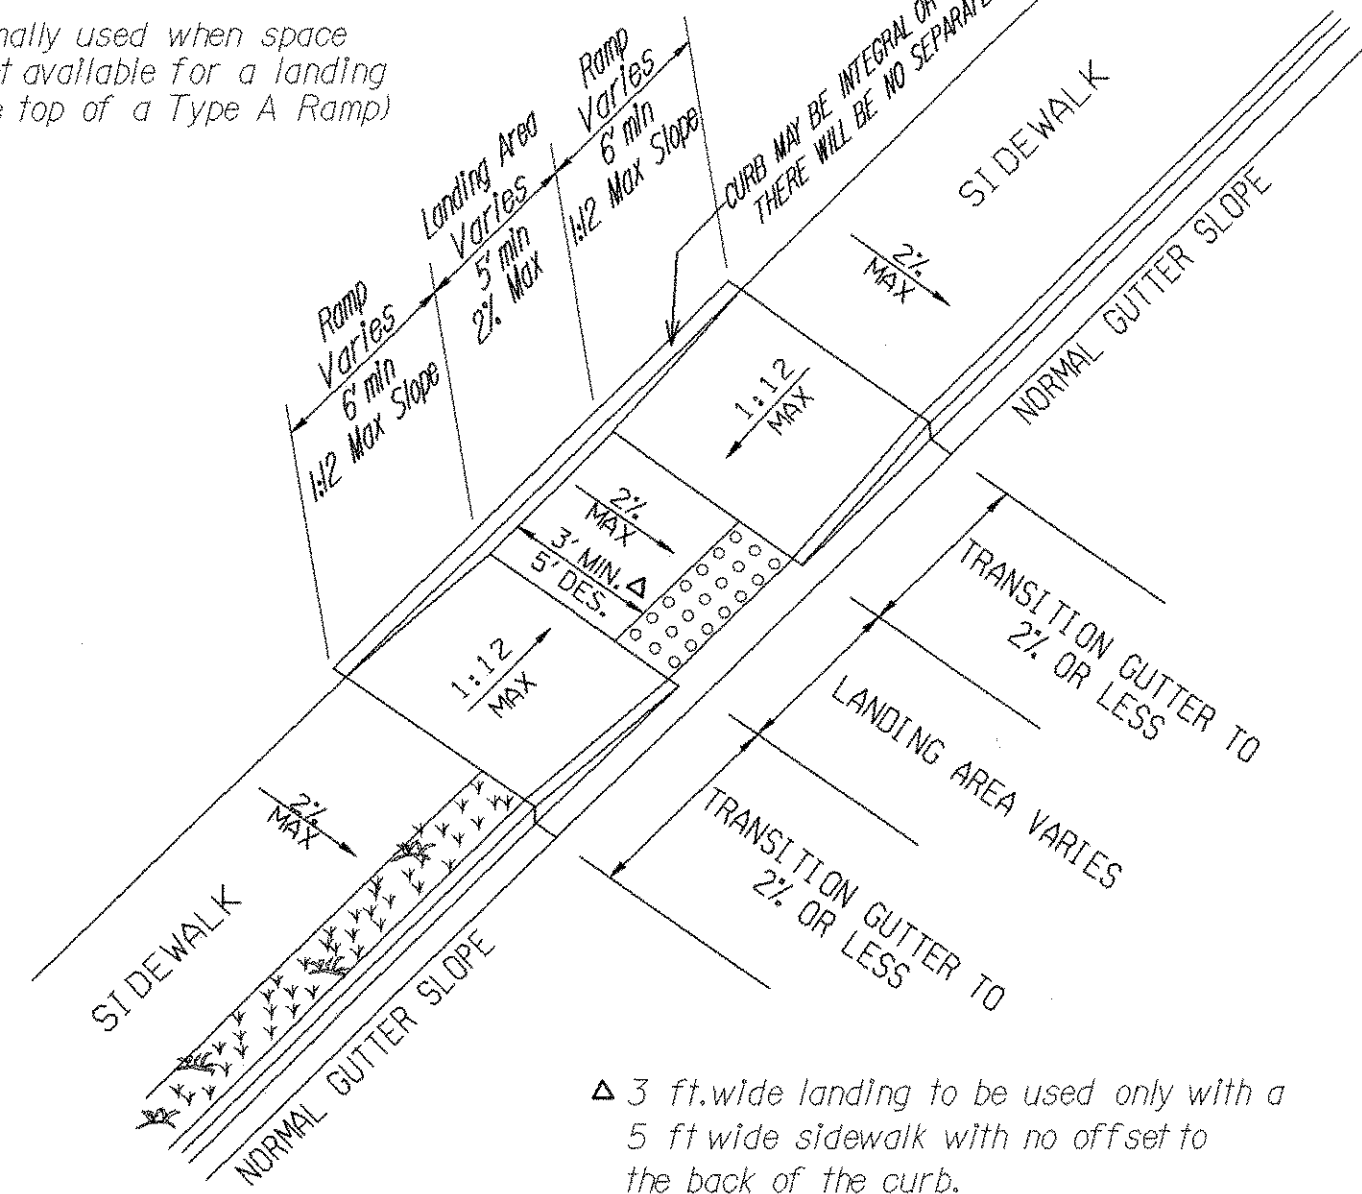 used when space
available for a landing
top of a Type A Ramp)
Ramp
Varies
6' min
1:12 Max Slope
Landing Area
Varies
5' min
2% Max
Ramp
Varies
6' min
1:12 Max Slope
CURB MAY BE INTEGRAL OR
THERE WILL BE NO SEPARATE
SIDEWALK
2%
MAX
NORMAL GUTTER SLOPE
1:12
MAX
2%
MAX
3' MIN. Δ
5' DES.
1:12
MAX
TRANSITION GUTTER TO
2% OR LESS
LANDING AREA VARIES
TRANSITION GUTTER TO
2% OR LESS
2%
MAX
SIDEWALK
NORMAL GUTTER SLOPE
Δ 3 ft. wide landing to be used only with a
5 ft wide sidewalk with no offset to
the back of the curb.